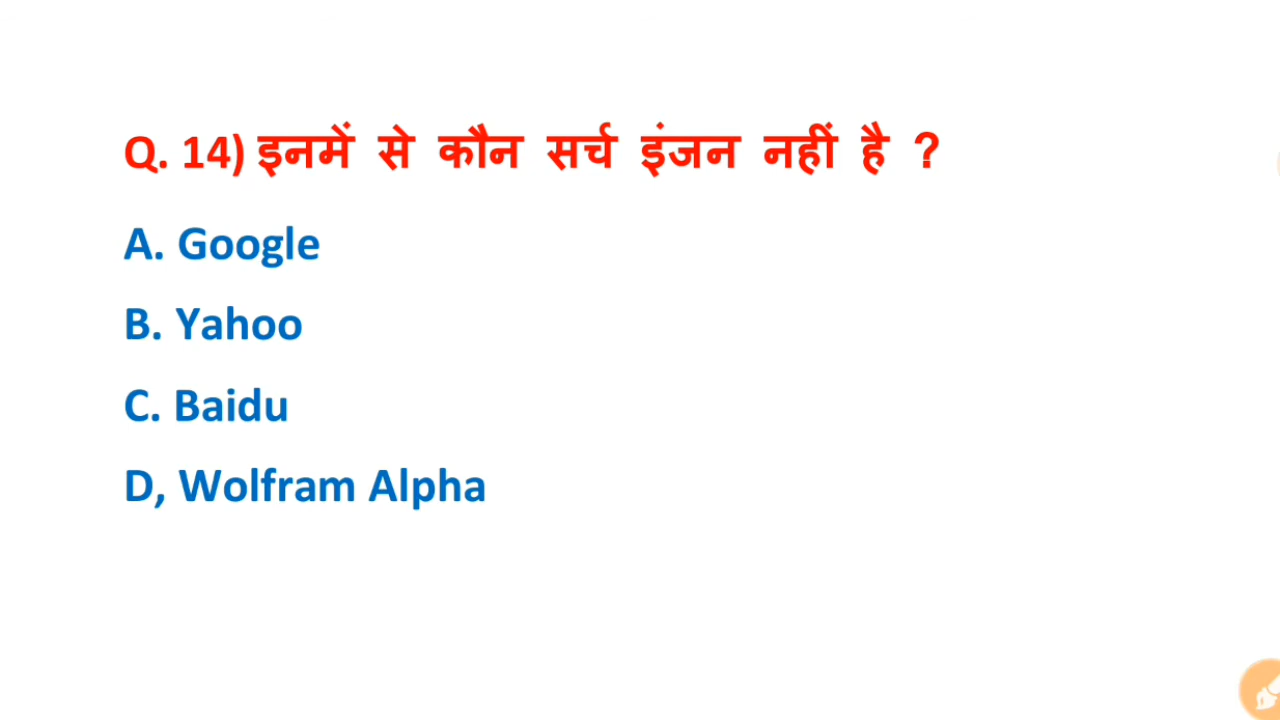 Q. 14) इनमें से कौन सर्च इंजन नहीं है ?
A. Google
B. Yahoo
C. Baidu
D, Wolfram Alpha